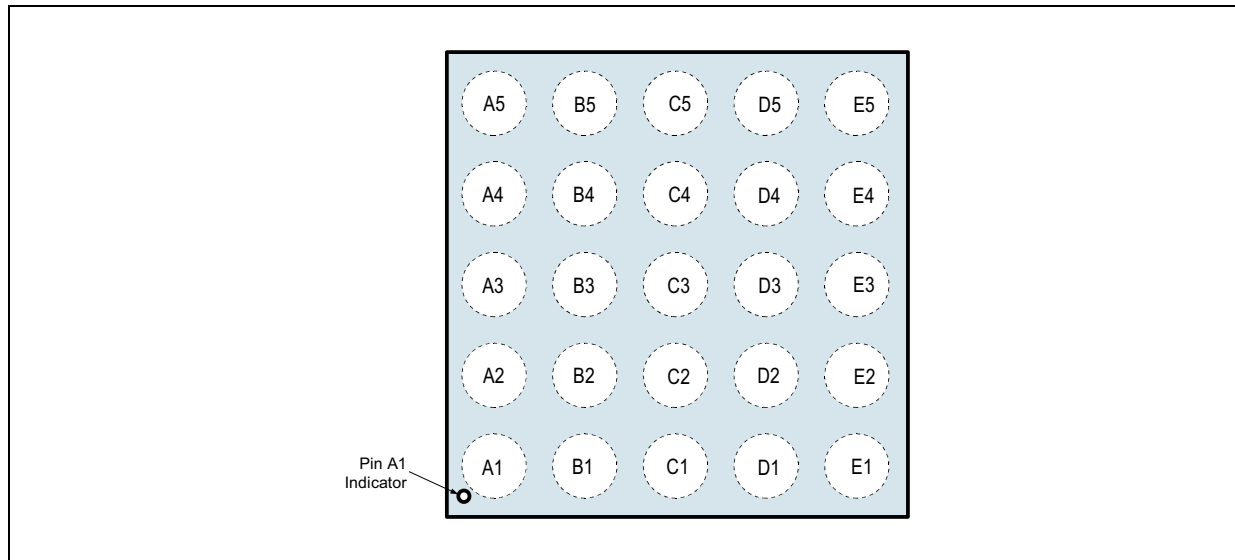 A5 B5 C5 D5 E5
A4 B4 C4 D4 E4
A3 B3 C3 D3 E3
A2 B2 C2 D2 E2
A1 B1 C1 D1 E1
Pin A1
Indicator